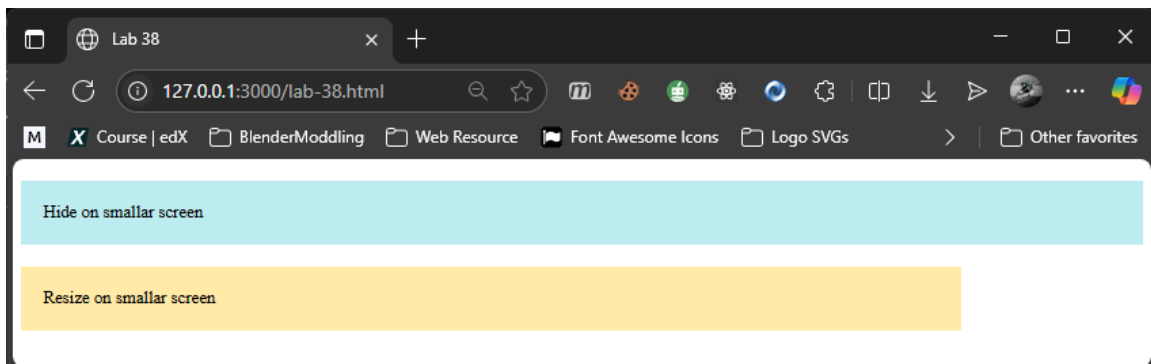 Lab 38
127.0.0.1:3000/lab-38.html
M X Course | edX BlenderModdling Web Resource Font Awesome Icons Logo SVGs Other favorites
Hide on smallar screen
Resize on smallar screen